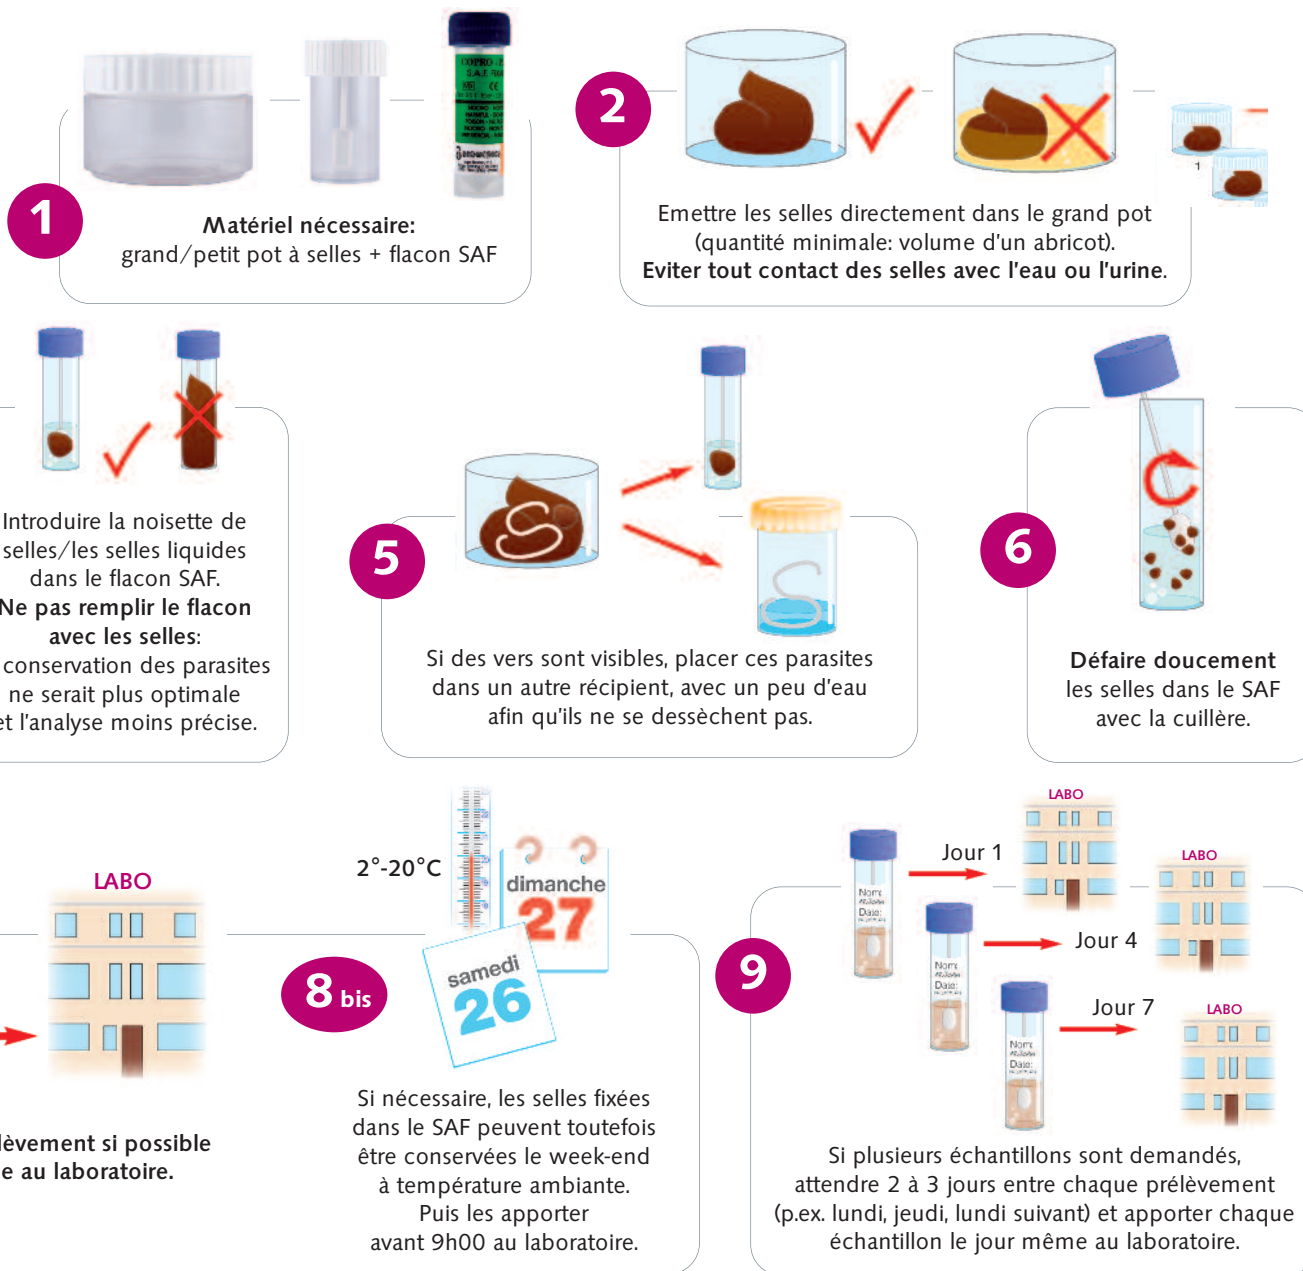 COPRO
S.A.F.
1
Matériel nécessaire:
grand/petit pot à selles + flacon SAF
2
1
Emettre les selles directement dans le grand pot
(quantité minimale: volume d'un abricot).
Eviter tout contact des selles avec l'eau ou l'urine.
Introduire la noisette de
selles/les selles liquides
dans le flacon SAF.
Ne pas remplir le flacon
avec les selles:
conservation des parasites
ne serait plus optimale
et l'analyse moins précise.
5
Si des vers sont visibles, placer ces parasites
dans un autre récipient, avec un peu d'eau
afin qu'ils ne se dessèchent pas.
6
Défaire doucement
les selles dans le SAF
avec la cuillère.
LABO
lèvement si possible
e au laboratoire.
8 bis
2°-20°C
dimanche
27
samedi
26
Si nécessaire, les selles fixées
dans le SAF peuvent toutefois
être conservées le week-end
à température ambiante.
Puis les apporter
avant 9h00 au laboratoire.
9
Nom:
Date:
Jour 1
LABO
Nom:
Date:
Jour 4
LABO
Nom:
Date:
Jour 7
LABO
Si plusieurs échantillons sont demandés,
attendre 2 à 3 jours entre chaque prélèvement
(p.ex. lundi, jeudi, lundi suivant) et apporter chaque
échantillon le jour même au laboratoire.